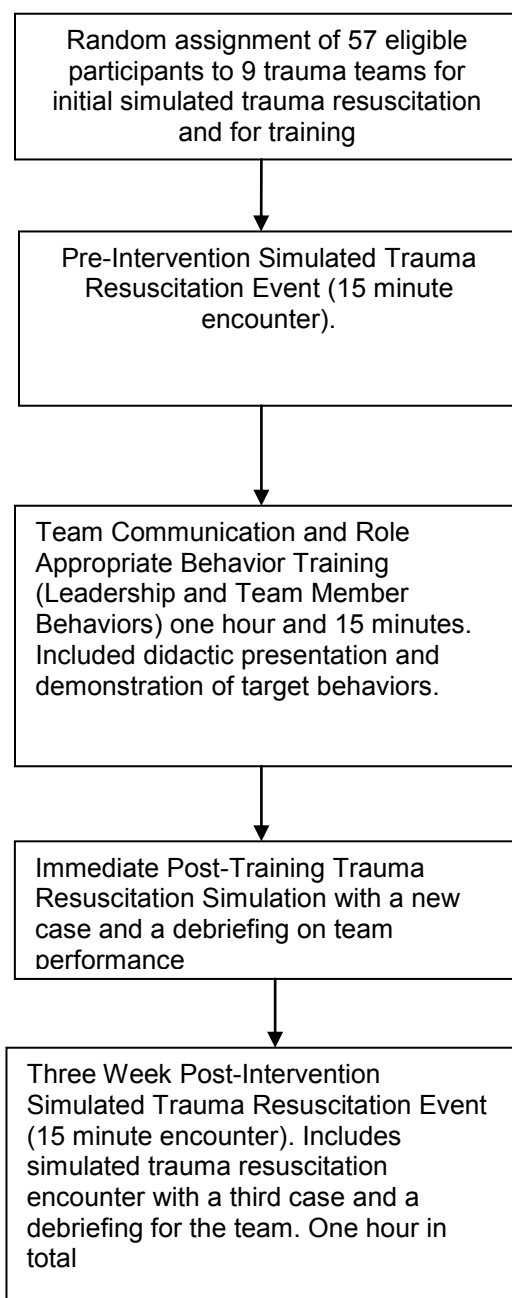 Random assignment of 57 eligible
participants to 9 trauma teams for
initial simulated trauma resuscitation
and for training
Pre-Intervention Simulated Trauma
Resuscitation Event (15 minute
encounter).
Team Communication and Role
Appropriate Behavior Training
(Leadership and Team Member
Behaviors) one hour and 15 minutes.
Included didactic presentation and
demonstration of target behaviors.
Immediate Post-Training Trauma
Resuscitation Simulation with a new
case and a debriefing on team
performance
Three Week Post-Intervention
Simulated Trauma Resuscitation Event
(15 minute encounter). Includes
simulated trauma resuscitation
encounter with a third case and a
debriefing for the team. One hour in
total